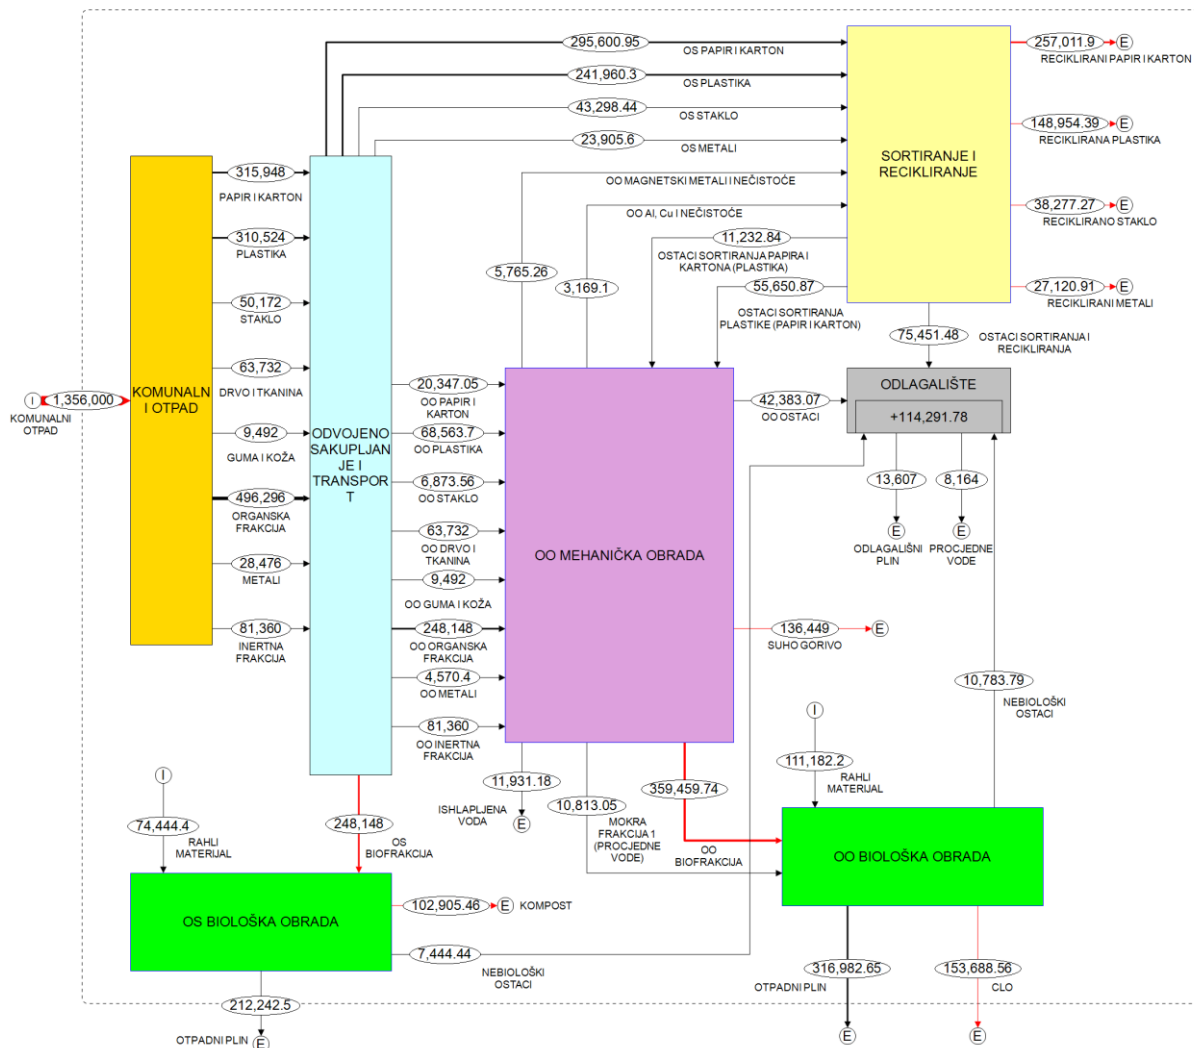 295,600.95
OS PAPIR I KARTON
241,960.3
OS PLASTIKA
43,298.44
OS STAKLO
23,905.6
OS METALI
OO MAGNETSKI METALI I NEČISTOĆE
OO Al, Cu I NEČISTOĆE
5,765.26
3,169.1
11,232.84
OSTACI SORTIRANJA PAPIRA I
KARTONA (PLASTIKA)
55,650.87
OSTACI SORTIRANJA
PLASTIKE (PAPIR I KARTON)
SORTIRANJE I
RECIKLIRANJE
257,011.9
E
RECIKLIRANI PAPIR I KARTON
148,954.39
E
RECIKLIRANA PLASTIKA
38,277.27
E
RECIKLIRANO STAKLO
27,120.91
E
RECIKLIRANI METALI
75,451.48
OSTACI SORTIRANJA I
RECIKLIRANJA
I
1,356,000
KOMUNALNI
OTPAD
KOMUNALN
I OTPAD
315,948
PAPIR I KARTON
310,524
PLASTIKA
50,172
STAKLO
63,732
DRVO I TKANINA
9,492
GUMA I KOŽA
496,296
ORGANSKA
FRAKCIJA
28,476
METALI
81,360
INERTNA
FRAKCIJA
ODVOJENO
SAKUPLJAN
JE I
TRANSPOR
T
20,347.05
OO PAPIR I
KARTON
68,563.7
OO PLASTIKA
6,873.56
OO STAKLO
63,732
OO DRVO I
TKANINA
9,492
OO GUMA I KOŽA
248,148
OO ORGANSKA
FRAKCIJA
4,570.4
OO METALI
81,360
OO INERTNA
FRAKCIJA
OO MEHANIČKA OBRADA
42,383.07
OO OSTACI
ODLAGALIŠTE
+114,291.78
13,607
E
ODLAGALIŠNI
PLIN
8,164
E
PROCJEDNE
VODE
136,449
E
SUHO GORIVO
10,783.79
NEBIOLOŠKI
OSTACI
I
111,182.2
RAHLI
MATERIJAL
11,931.18
ISHLAPLJENA
VODA
E
10,813.05
MOKRA
FRAKCIJA 1
(PROCJEDNE
VODE)
359,459.74
OO
BIOFRAKCIJA
OO BIOLOŠKA OBRADA
I
74,444.4
RAHLI
MATERIJAL
248,148
OS
BIOFRAKCIJA
OS BIOLOŠKA OBRADA
102,905.46
E
KOMPOST
7,444.44
NEBIOLOŠKI
OSTACI
212,242.5
OTPADNI PLIN
E
316,982.65
OTPADNI PLIN
E
153,688.56
CLO
E